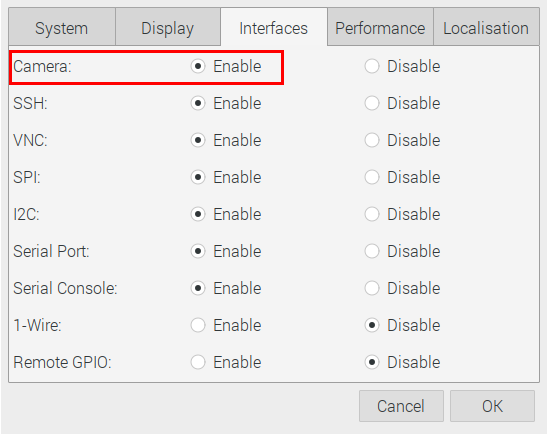 System Display Interfaces Performance Localisation
Camera: Enable Disable
SSH: Enable Disable
VNC: Enable Disable
SPI: Enable Disable
I2C: Enable Disable
Serial Port: Enable Disable
Serial Console: Enable Disable
1-Wire: Enable Disable
Remote GPIO: Enable Disable
Cancel OK